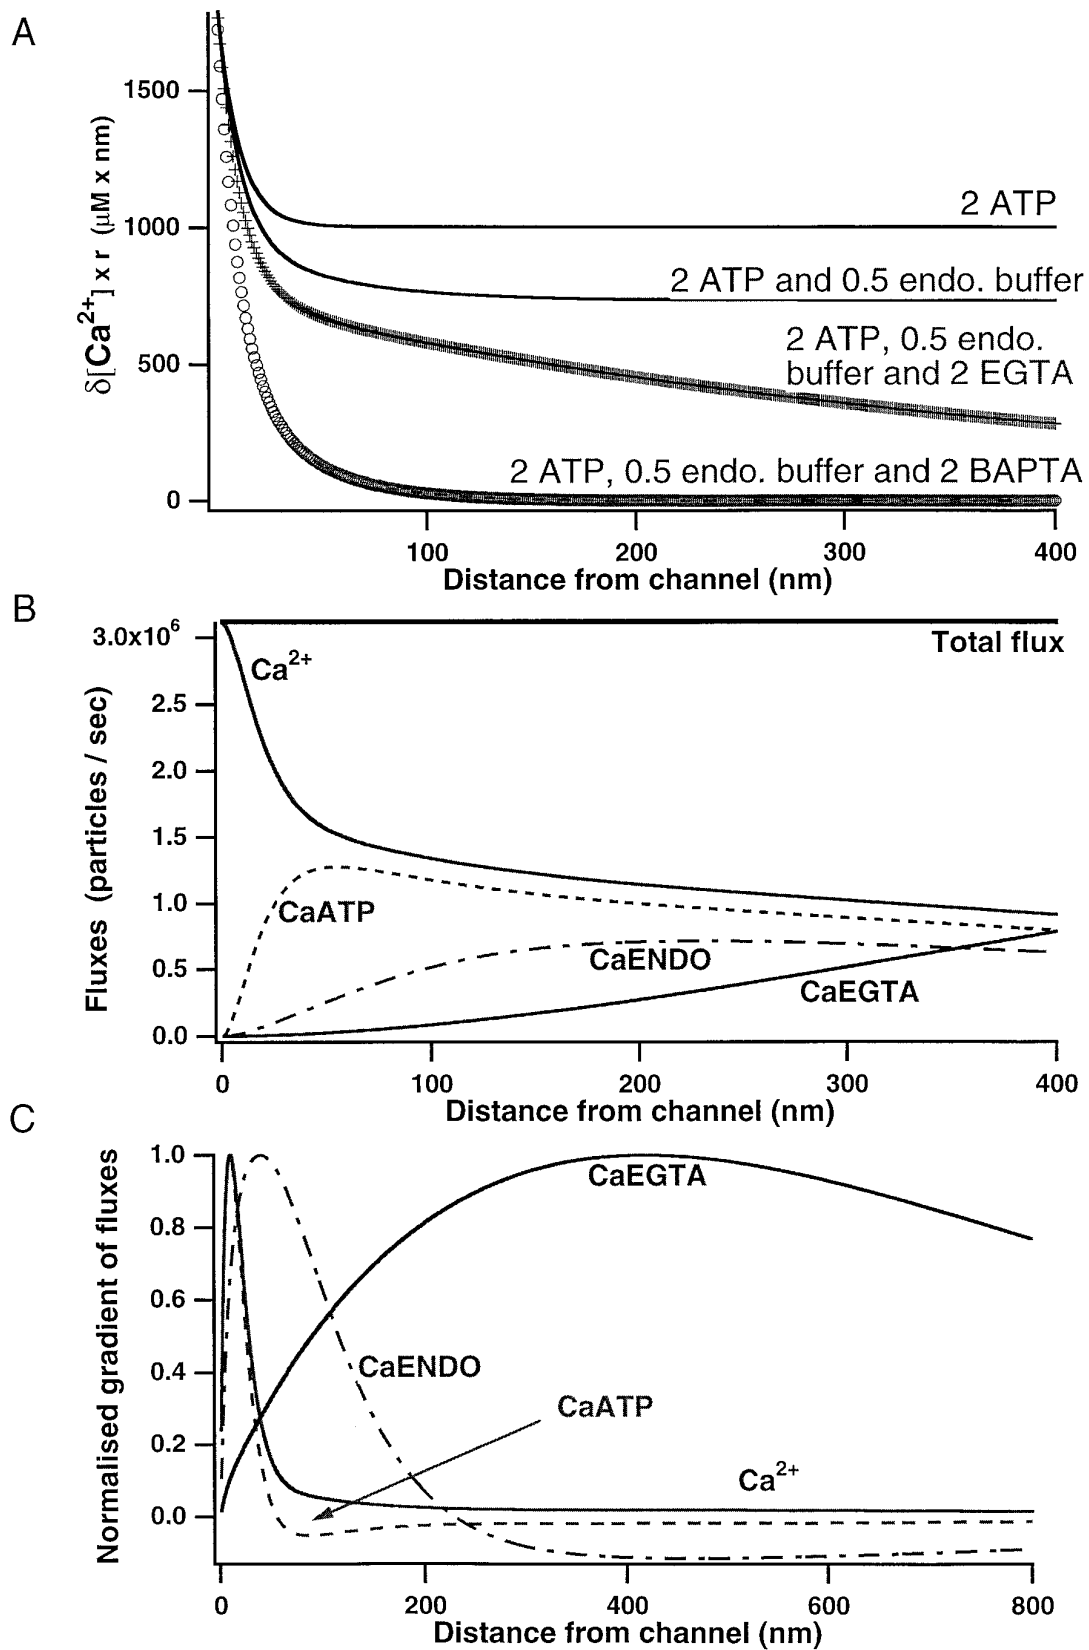 A
δ[Ca2+] x r (μM x nm)
1500
1000
500
0
2 ATP
2 ATP and 0.5 endo. buffer
2 ATP, 0.5 endo.
buffer and 2 EGTA
2 ATP, 0.5 endo. buffer and 2 BAPTA
100
200
300
400
Distance from channel (nm)
B
Fluxes (particles / sec)
3.0x10^6
2.5
2.0
1.5
1.0
0.5
0.0
Total flux
Ca2+
CaATP
CaENDO
CaEGTA
0
100
200
300
400
Distance from channel (nm)
C
Normalised gradient of fluxes
1.0
0.8
0.6
0.4
0.2
0.0
CaEGTA
CaENDO
CaATP
Ca2+
0
200
400
600
800
Distance from channel (nm)